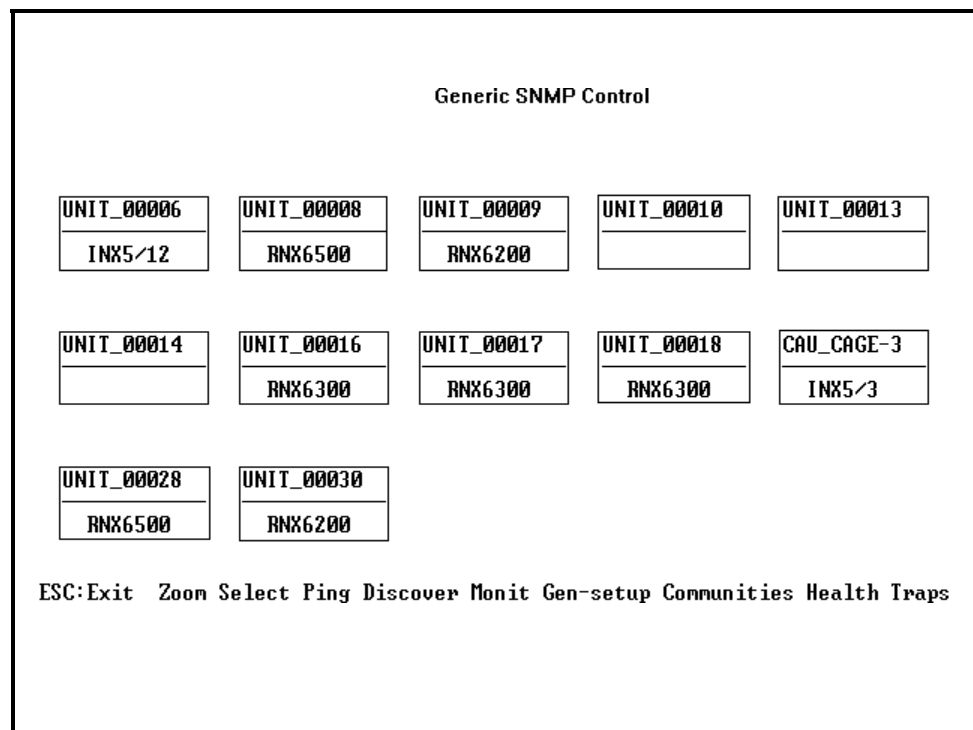 Generic SNMP Control
UNIT_00006 UNIT_00008 UNIT_00009 UNIT_00010 UNIT_00013
INX5/12 RNX6500 RNX6200
UNIT_00014 UNIT_00016 UNIT_00017 UNIT_00018 CAU_CAGE-3
RNX6300 RNX6300 RNX6300 INX5/3
UNIT_00028 UNIT_00030
RNX6500 RNX6200
ESC:Exit Zoom Select Ping Discover Monit Gen-setup Communities Health Traps